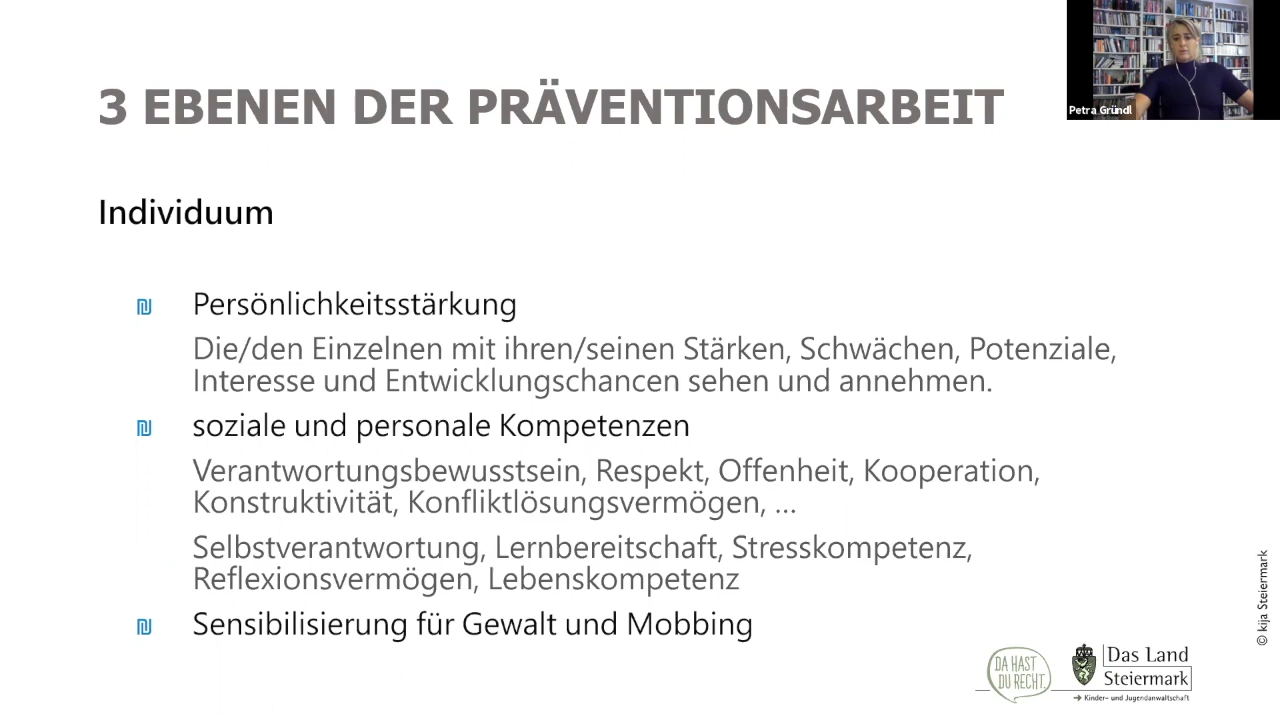 3 EBENEN DER PRÄVENTIONSARBEIT
Petra Gründl
Individuum
₪ Persönlichkeitsstärkung
Die/den Einzelnen mit ihren/seinen Stärken, Schwächen, Potenziale,
Interesse und Entwicklungschancen sehen und annehmen.
₪ soziale und personale Kompetenzen
Verantwortungsbewusstsein, Respekt, Offenheit, Kooperation,
Konstruktivität, Konfliktlösungsvermögen, ...
Selbstverantwortung, Lernbereitschaft, Stresskompetenz,
Reflexionsvermögen, Lebenskompetenz
₪ Sensibilisierung für Gewalt und Mobbing
© kija Steiermark
DA HAST
DU RECHT.
Das Land
Steiermark
→ Kinder- und Jugendanwaltschaft